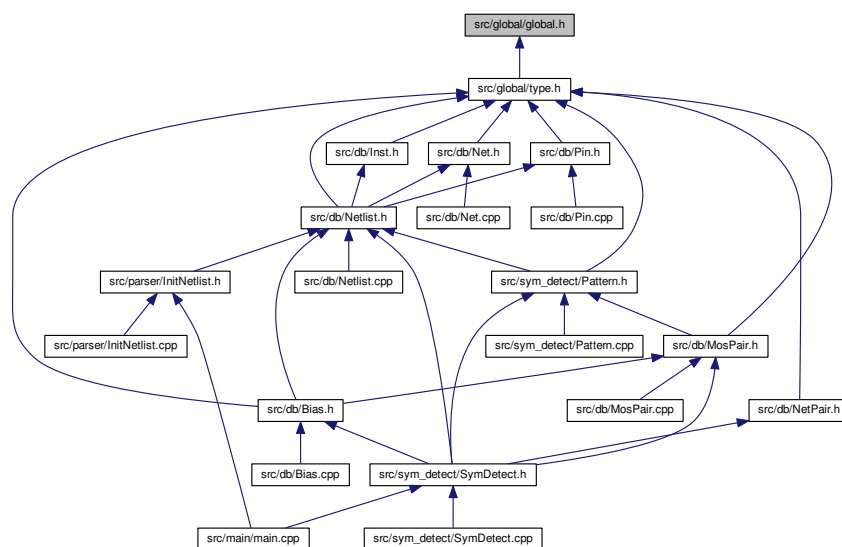 src/global/global.h
src/global/type.h
src/db/Inst.h
src/db/Net.h
src/db/Pin.h
src/db/Netlist.h
src/db/Net.cpp
src/db/Pin.cpp
src/parser/InitNetlist.h
src/db/Netlist.cpp
src/sym_detect/Pattern.h
src/parser/InitNetlist.cpp
src/sym_detect/Pattern.cpp
src/db/MosPair.h
src/db/Bias.h
src/db/MosPair.cpp
src/db/NetPair.h
src/db/Bias.cpp
src/sym_detect/SymDetect.h
src/main/main.cpp
src/sym_detect/SymDetect.cpp